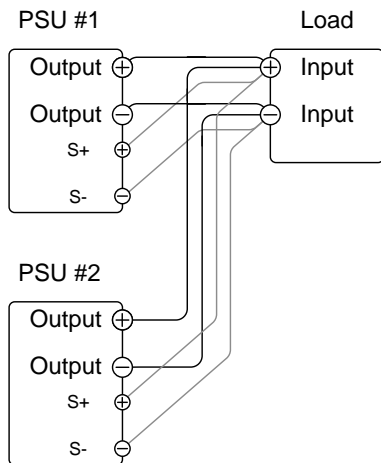 PSU #1
Load
Output
Input
Output
Input
S+
S-
PSU #2
Output
Output
S+
S-